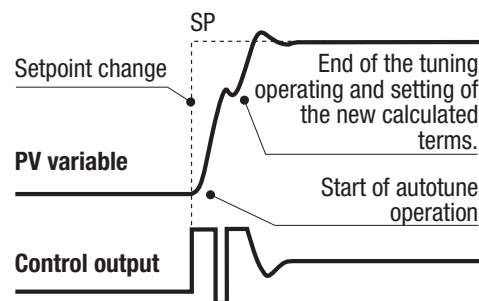 SP
Setpoint change
End of the tuning
operating and setting of
the new calculated
terms.
PV variable
Start of autotune
operation
Control output